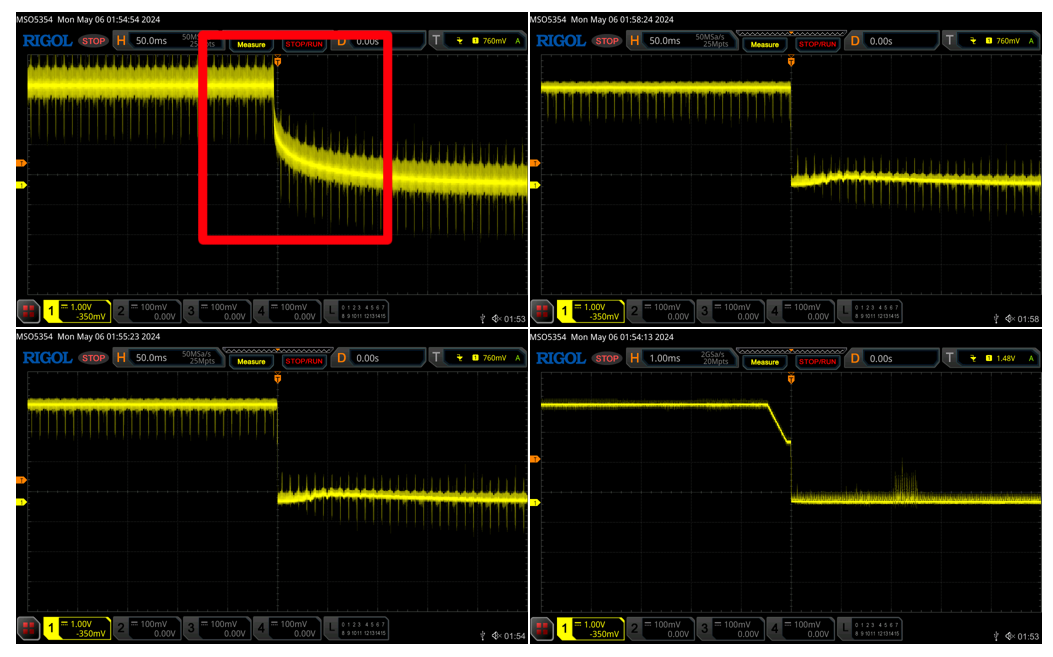 MSO5354 Mon May 06 01:54:54 2024
RIGOL STOP H 50.0ms Measure STOP/RUN D 0.00s T 1 760mV A
T
1
1 1.00V -350mV 2 100mV 0.00V 3 100mV 0.00V 4 100mV 0.00V L 0 1 2 3 4 5 6 7 8 9 10 11 12 13 14 15
01:53
MSO5354 Mon May 06 01:58:24 2024
RIGOL STOP H 50.0ms 50MSa/s 25Mpts Measure STOP/RUN D 0.00s T 1 760mV A
T
1
1 1.00V -350mV 2 100mV 0.00V 3 100mV 0.00V 4 100mV 0.00V L 0 1 2 3 4 5 6 7 8 9 10 11 12 13 14 15
01:58
MSO5354 Mon May 06 01:55:23 2024
RIGOL STOP H 50.0ms 50MSa/s 25Mpts Measure STOP/RUN D 0.00s T 1 760mV A
T
1
1 1.00V -350mV 2 100mV 0.00V 3 100mV 0.00V 4 100mV 0.00V L 0 1 2 3 4 5 6 7 8 9 10 11 12 13 14 15
01:54
MSO5354 Mon May 06 01:54:13 2024
RIGOL STOP H 1.00ms 2GSa/s 20Mpts Measure STOP/RUN D 0.00s T 1 1.48V A
T
1
1 1.00V -350mV 2 100mV 0.00V 3 100mV 0.00V 4 100mV 0.00V L 0 1 2 3 4 5 6 7 8 9 10 11 12 13 14 15
01:53